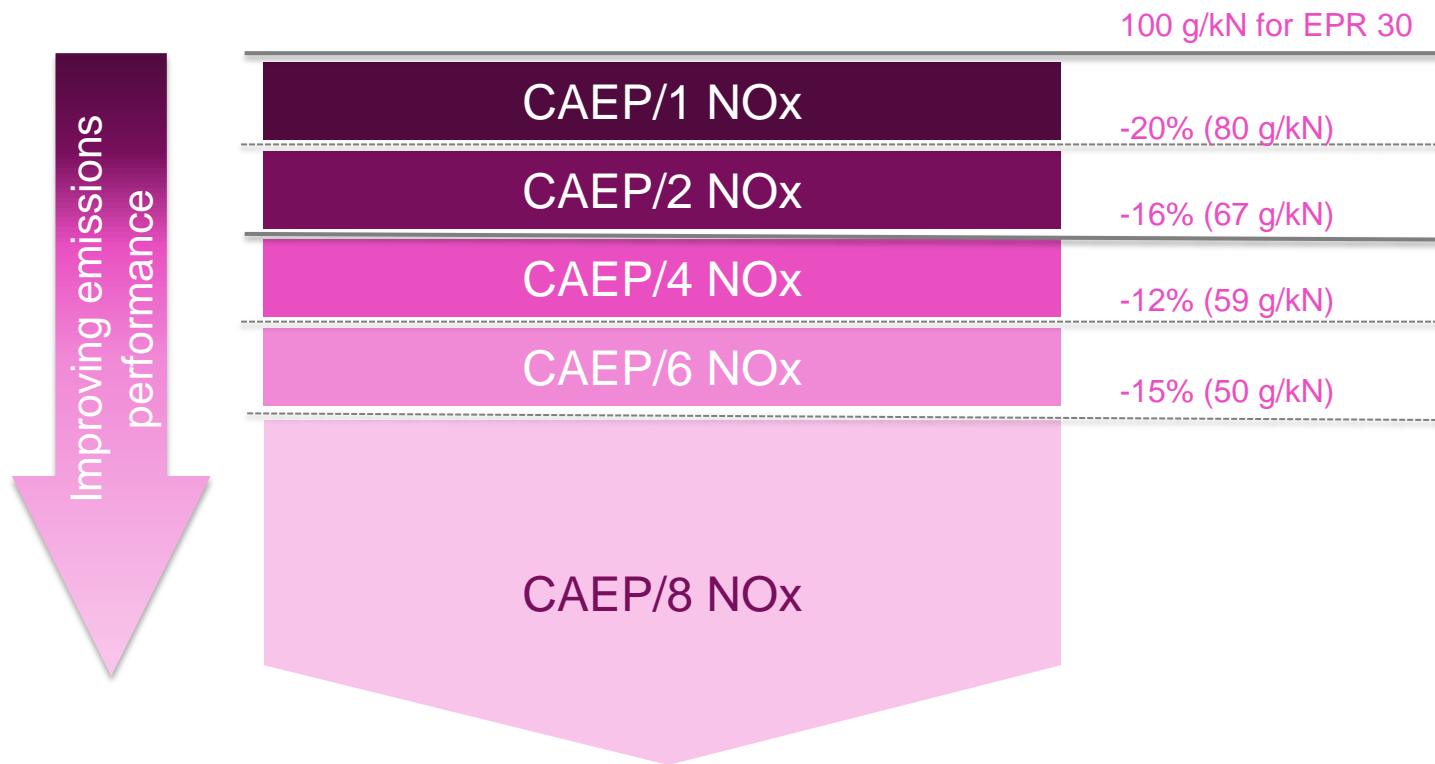 100 g/kN for EPR 30
Improving emissions
performance
CAEP/1 NOx
-20% (80 g/kN)
CAEP/2 NOx
-16% (67 g/kN)
CAEP/4 NOx
-12% (59 g/kN)
CAEP/6 NOx
-15% (50 g/kN)
CAEP/8 NOx